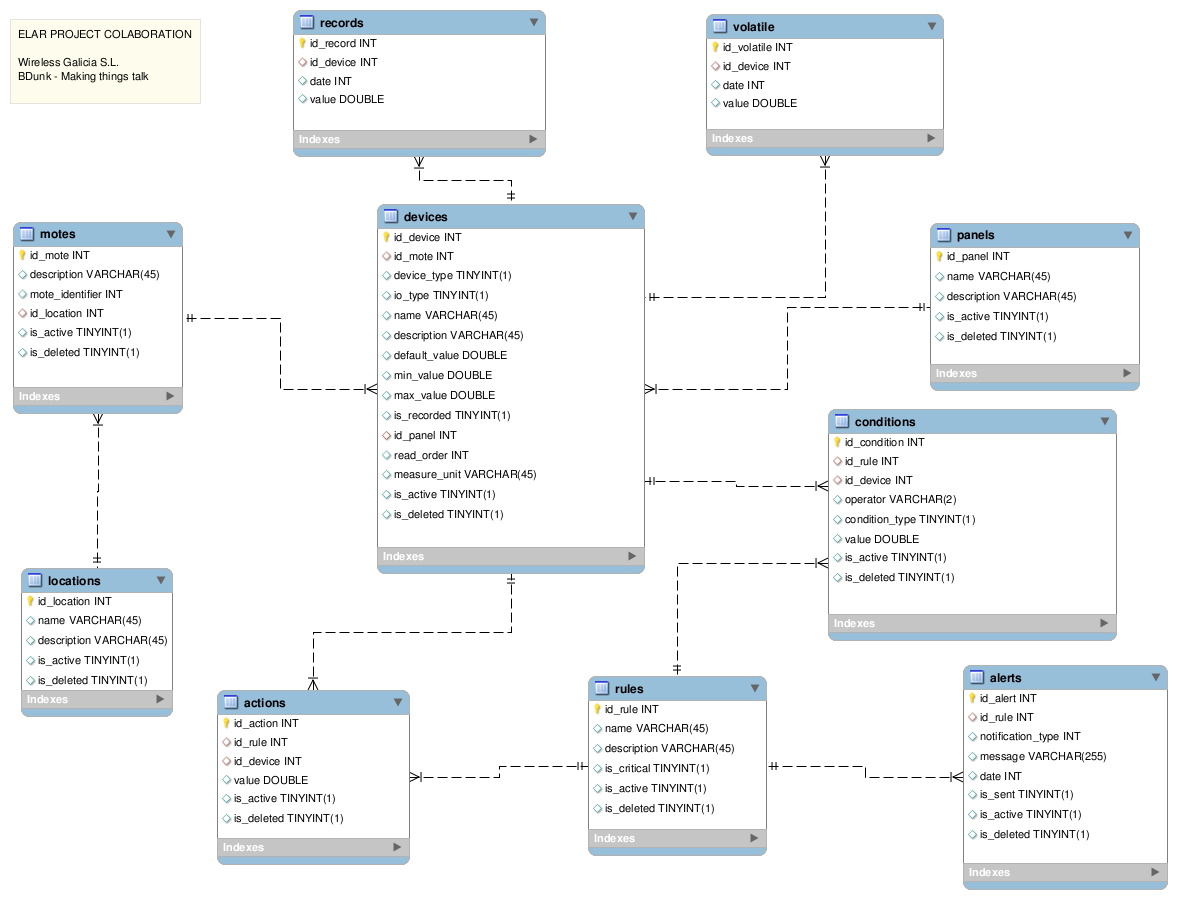 ELAR PROJECT COLABORATION
Wireless Galicia S.L.
BDunk - Making things talk
records
id_record INT
id_device INT
date INT
value DOUBLE
Indexes
volatile
id_volatile INT
id_device INT
date INT
value DOUBLE
Indexes
motes
id_mote INT
description VARCHAR(45)
mote_identifier INT
id_location INT
is_active TINYINT(1)
is_deleted TINYINT(1)
Indexes
devices
id_device INT
id_mote INT
device_type TINYINT(1)
io_type TINYINT(1)
name VARCHAR(45)
description VARCHAR(45)
default_value DOUBLE
min_value DOUBLE
max_value DOUBLE
is_recorded TINYINT(1)
id_panel INT
read_order INT
measure_unit VARCHAR(45)
is_active TINYINT(1)
is_deleted TINYINT(1)
Indexes
panels
id_panel INT
name VARCHAR(45)
description VARCHAR(45)
is_active TINYINT(1)
is_deleted TINYINT(1)
Indexes
conditions
id_condition INT
id_rule INT
id_device INT
operator VARCHAR(2)
condition_type TINYINT(1)
value DOUBLE
is_active TINYINT(1)
is_deleted TINYINT(1)
Indexes
locations
id_location INT
name VARCHAR(45)
description VARCHAR(45)
is_active TINYINT(1)
is_deleted TINYINT(1)
Indexes
actions
id_action INT
id_rule INT
id_device INT
value DOUBLE
is_active TINYINT(1)
is_deleted TINYINT(1)
Indexes
rules
id_rule INT
name VARCHAR(45)
description VARCHAR(45)
is_critical TINYINT(1)
is_active TINYINT(1)
is_deleted TINYINT(1)
Indexes
alerts
id_alert INT
id_rule INT
notification_type INT
message VARCHAR(255)
date INT
is_sent TINYINT(1)
is_active TINYINT(1)
is_deleted TINYINT(1)
Indexes